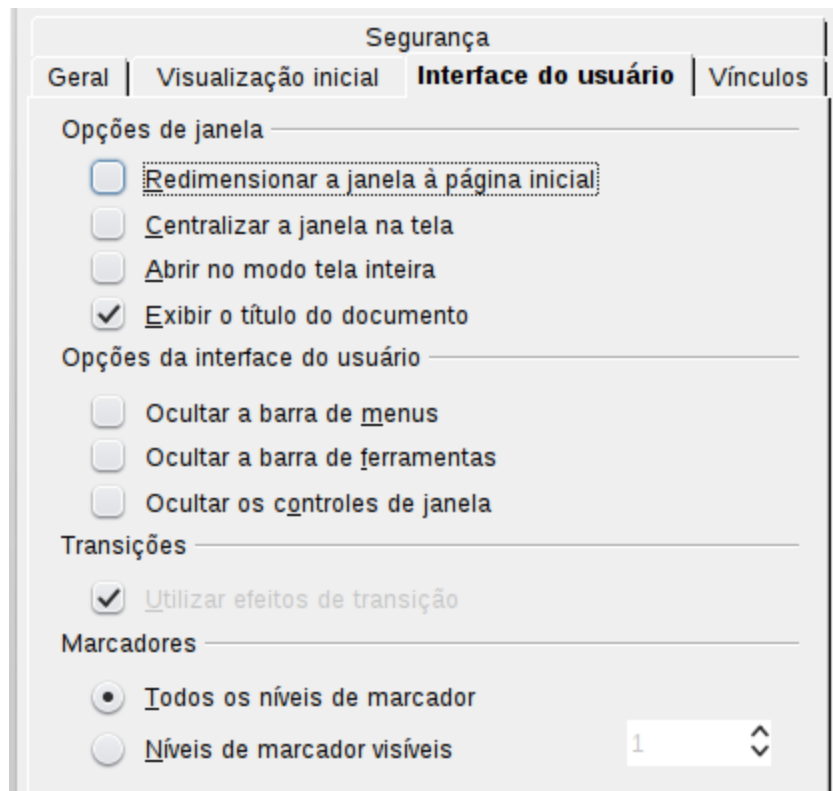 Segurança
Geral Visualização inicial Interface do usuário Vínculos
Opções de janela
Redimensionar a janela à página inicial
Centralizar a janela na tela
Abrir no modo tela inteira
Exibir o título do documento
Opções da interface do usuário
Ocultar a barra de menus
Ocultar a barra de ferramentas
Ocultar os controles de janela
Transições
Utilizar efeitos de transição
Marcadores
Todos os níveis de marcador
Níveis de marcador visíveis 1